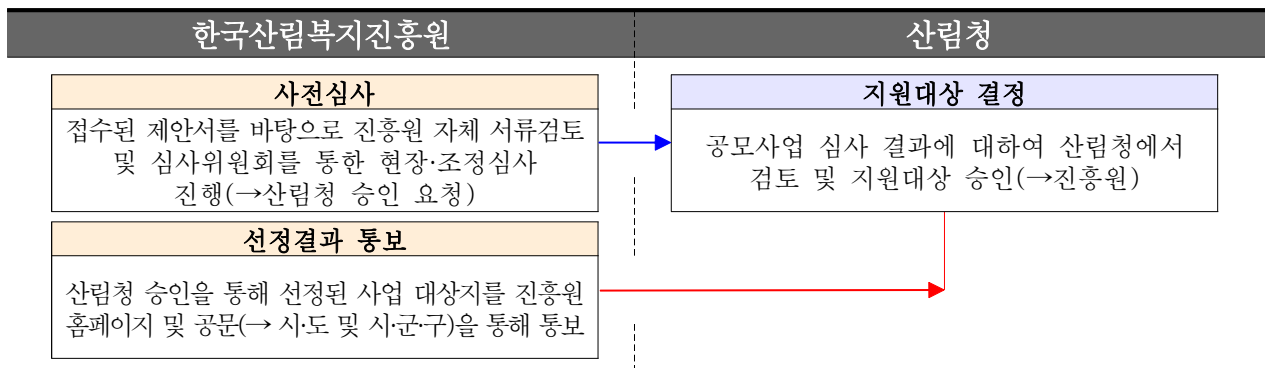 한국산림복지진흥원
산림청
사전심사
접수된 제안서를 바탕으로 진흥원 자체 서류검토
및 심사위원회를 통한 현장·조정심사
진행(→산림청 승인 요청)
지원대상 결정
공모사업 심사 결과에 대하여 산림청에서
검토 및 지원대상 승인(→진흥원)
선정결과 통보
산림청 승인을 통해 선정된 사업 대상지를 진흥원
홈페이지 및 공문(→ 시·도 및 시·군·구)을 통해 통보